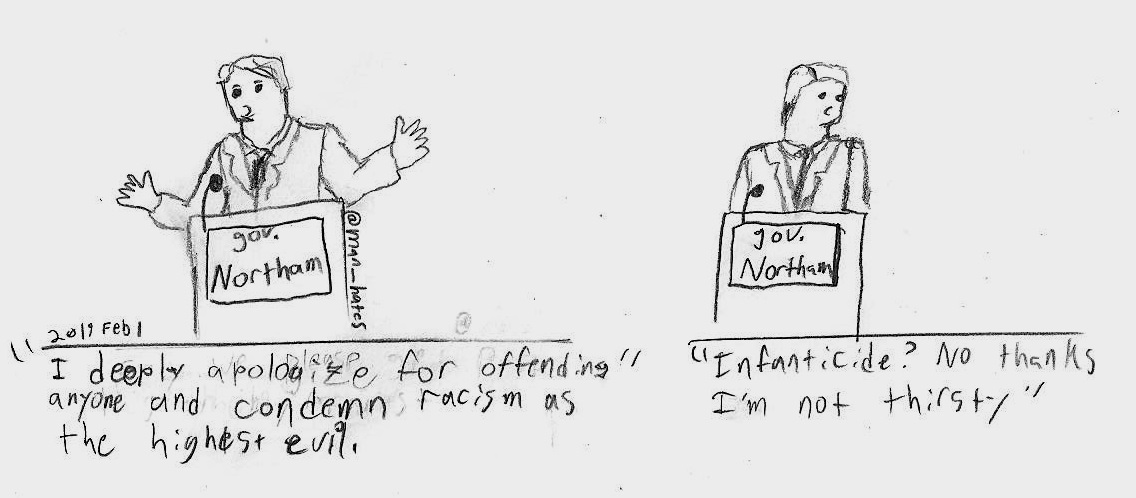 gov.
Northam
@man_hates
2019 Feb 1
"I deeply apologize for offending"
anyone and condemn racism as
the highest evil.
@
gov.
Northam
"Infanticide? No thanks
I'm not thirsty"